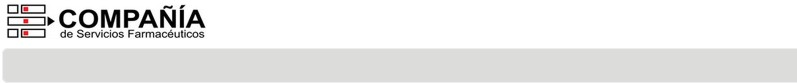 COMPAÑÍA
de Servicios Farmacéuticos